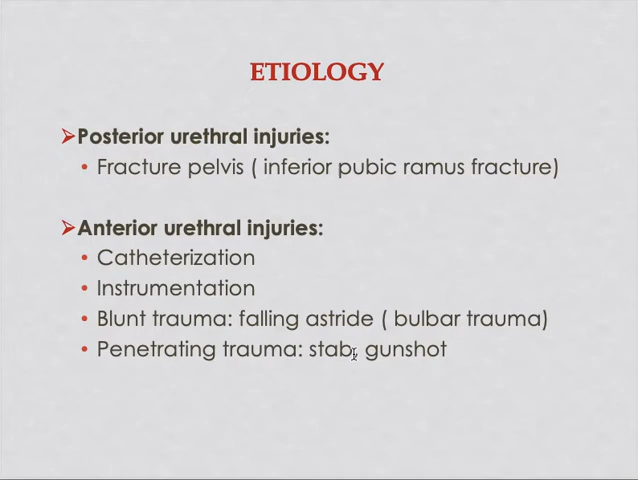 ETIOLOGY
➢Posterior urethral injuries:
• Fracture pelvis ( inferior pubic ramus fracture)
➢Anterior urethral injuries:
• Catheterization
• Instrumentation
• Blunt trauma: falling astride ( bulbar trauma)
• Penetrating trauma: stab, gunshot